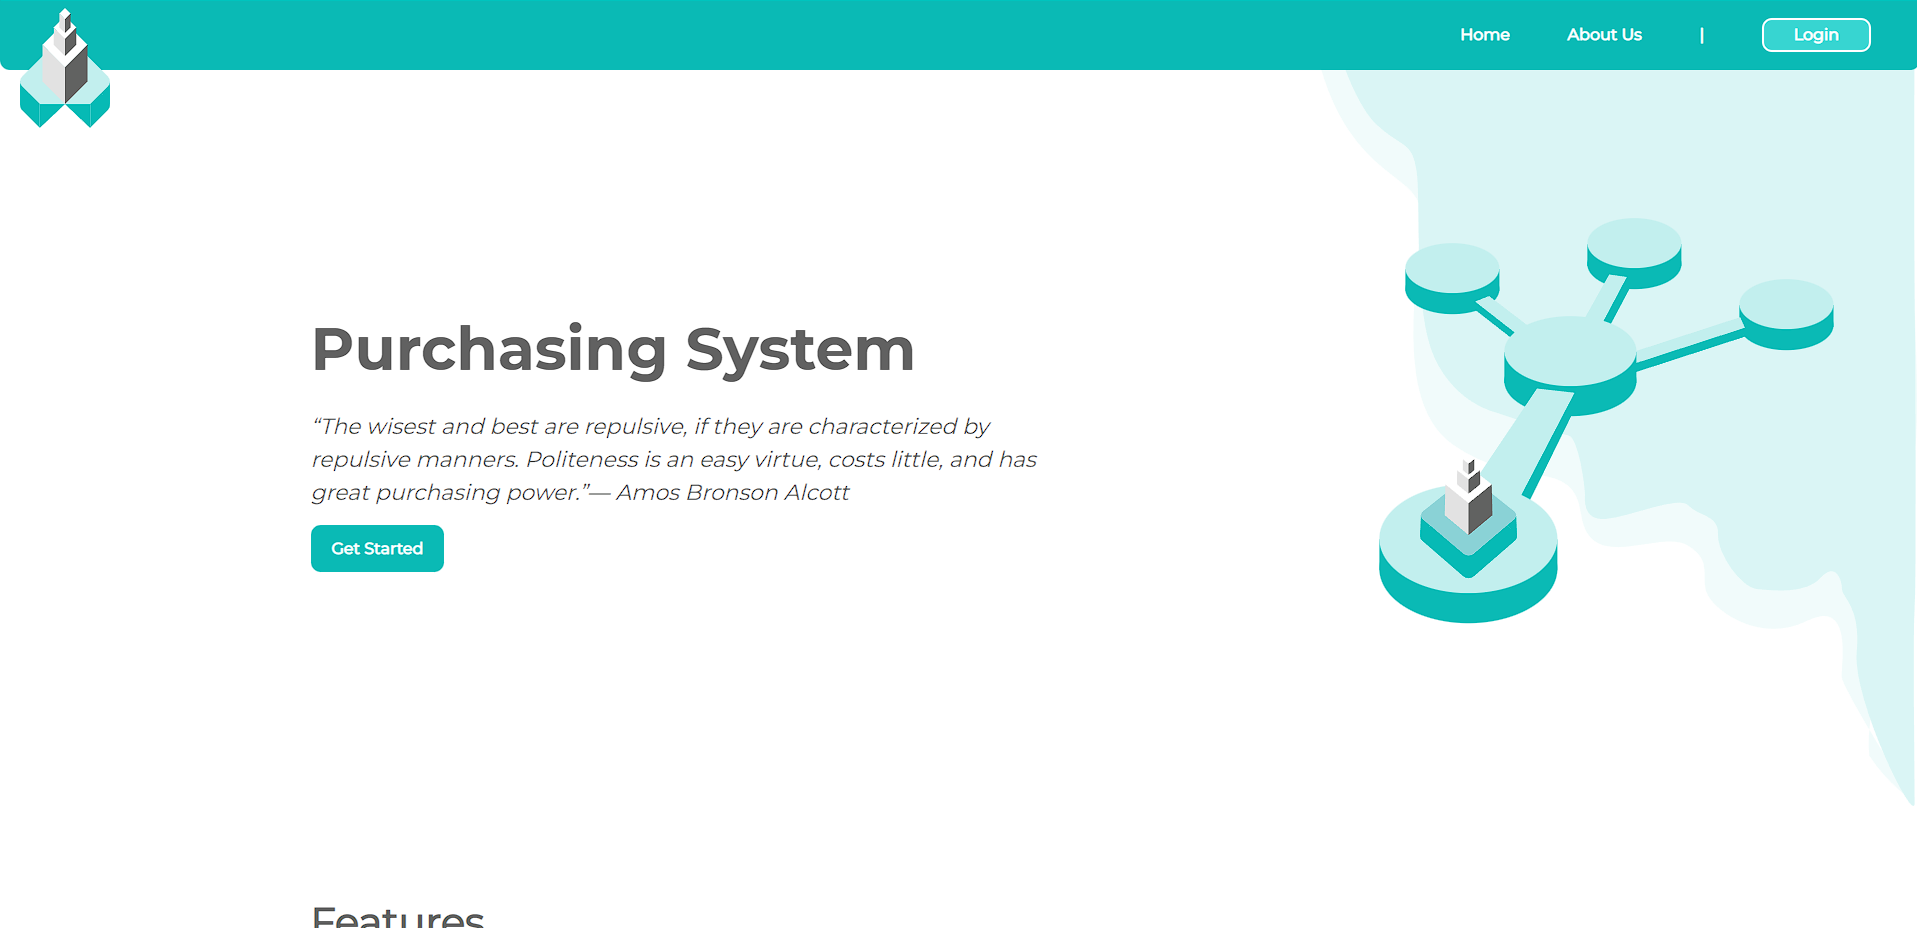 Home About Us | Login
Purchasing System
“The wisest and best are repulsive, if they are characterized by
repulsive manners. Politeness is an easy virtue, costs little, and has
great purchasing power.”— Amos Bronson Alcott
Get Started
Features